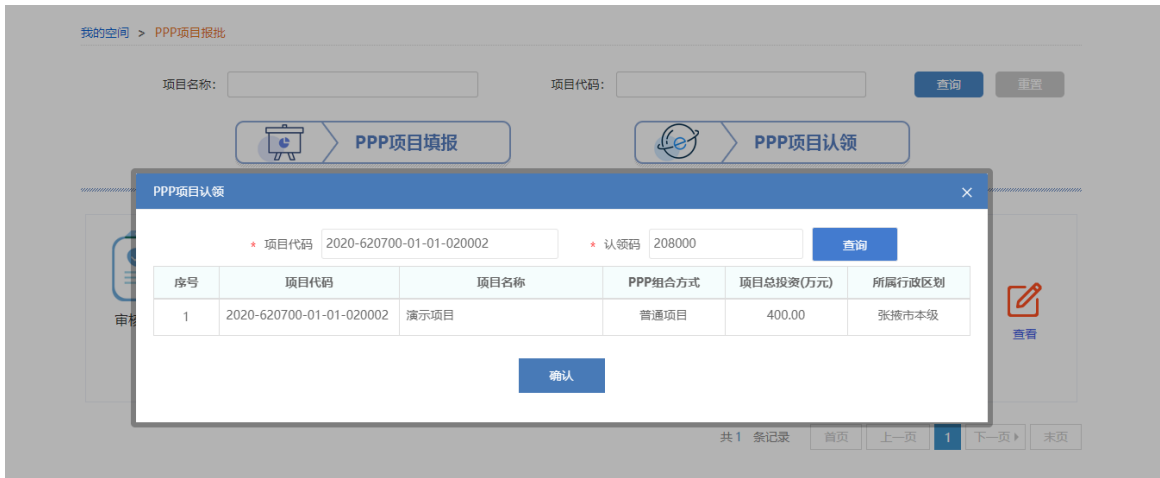 我的空间 > PPP项目报批
项目名称: 项目代码: 查询 重置
PPP项目填报 PPP项目认领
PPP项目认领 ×
* 项目代码 2020-620700-01-01-020002 * 认领码 208000 查询
序号 项目代码 项目名称 PPP组合方式 项目总投资(万元) 所属行政区划
1 2020-620700-01-01-020002 演示项目 普通项目 400.00 张掖市本级
审核
查看
确认
共1 条记录 首页 上一页 1 下一页 末页